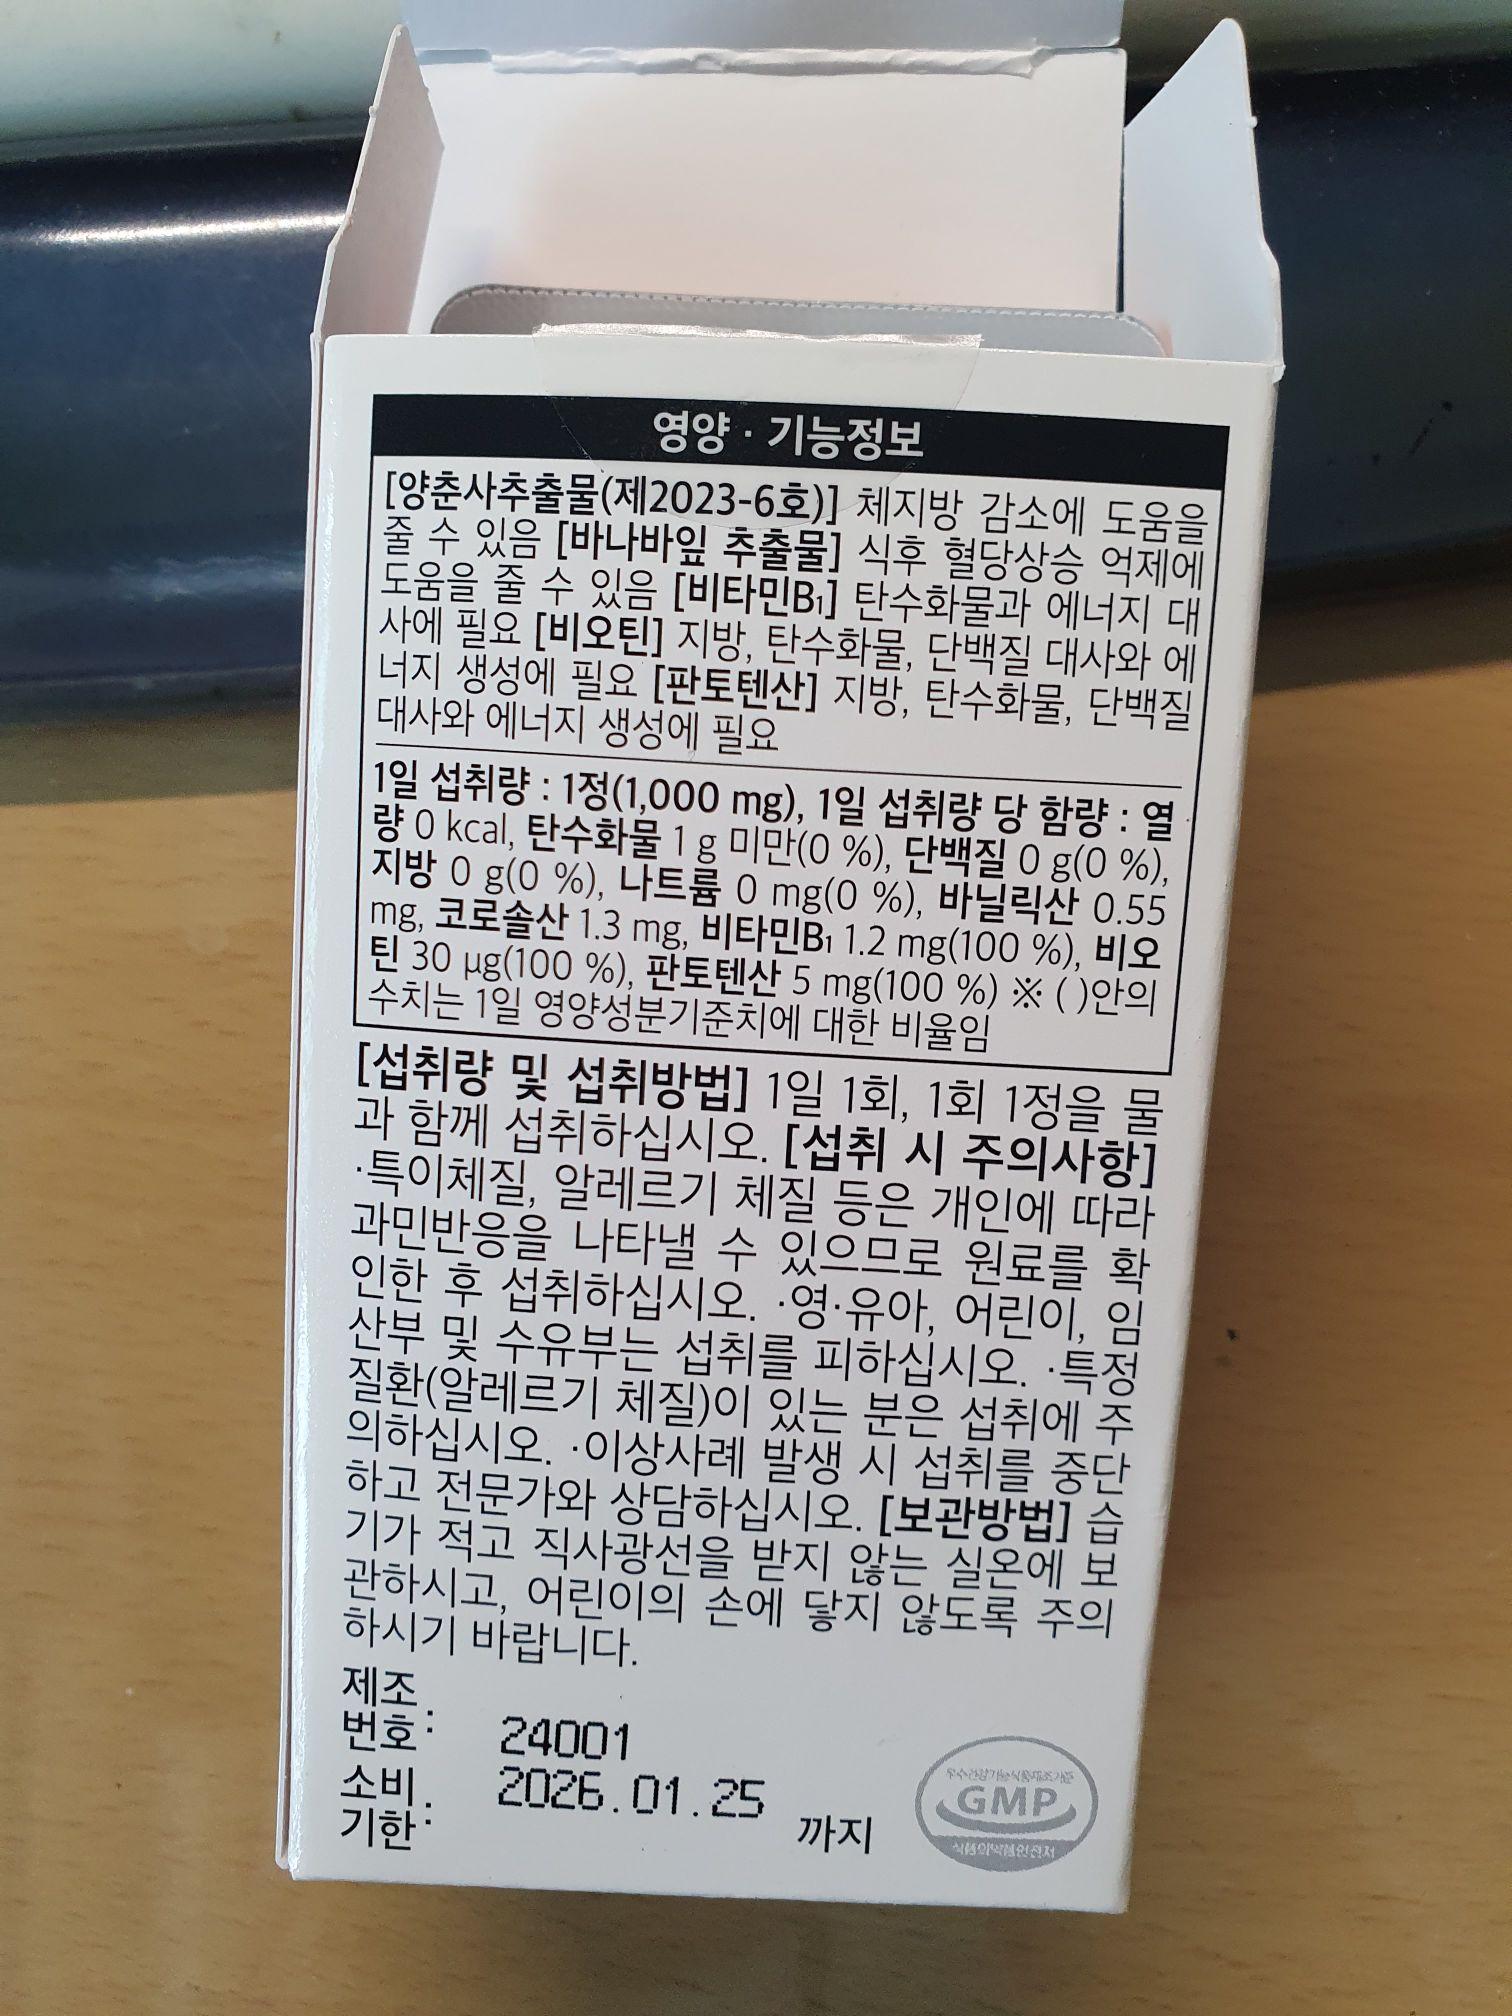 영양 · 기능정보
[양춘사추출물(제2023-6호)] 체지방 감소에 도움을
줄 수 있음 [바나바잎 추출물] 식후 혈당상승 억제에
도움을 줄 수 있음 [비타민B₁] 탄수화물과 에너지 대
사에 필요 [비오틴] 지방, 탄수화물, 단백질 대사와 에
너지 생성에 필요 [판토텐산] 지방, 탄수화물, 단백질
대사와 에너지 생성에 필요
1일 섭취량 : 1정(1,000 mg), 1일 섭취량 당 함량 : 열
량 0 kcal, 탄수화물 1 g 미만(0 %), 단백질 0 g(0 %),
지방 0 g(0 %), 나트륨 0 mg(0 %), 바닐릭산 0.55
mg, 코로솔산 1.3 mg, 비타민B₁ 1.2 mg(100 %), 비오
틴 30 µg(100 %), 판토텐산 5 mg(100 %) ※ ( )안의
수치는 1일 영양성분기준치에 대한 비율임
[섭취량 및 섭취방법] 1일 1회, 1회 1정을 물
과 함께 섭취하십시오. [섭취 시 주의사항]
·특이체질, 알레르기 체질 등은 개인에 따라
과민반응을 나타낼 수 있으므로 원료를 확
인한 후 섭취하십시오. ·영·유아, 어린이, 임
산부 및 수유부는 섭취를 피하십시오. ·특정
질환(알레르기 체질)이 있는 분은 섭취에 주
의하십시오. ·이상사례 발생 시 섭취를 중단
하고 전문가와 상담하십시오. [보관방법] 습
기가 적고 직사광선을 받지 않는 실온에 보
관하시고, 어린이의 손에 닿지 않도록 주의
하시기 바랍니다.
제조
번호 : 24001
소비
기한 : 2026.01.25 까지
우수건강기능식품제조기준
GMP
식품의약품안전처